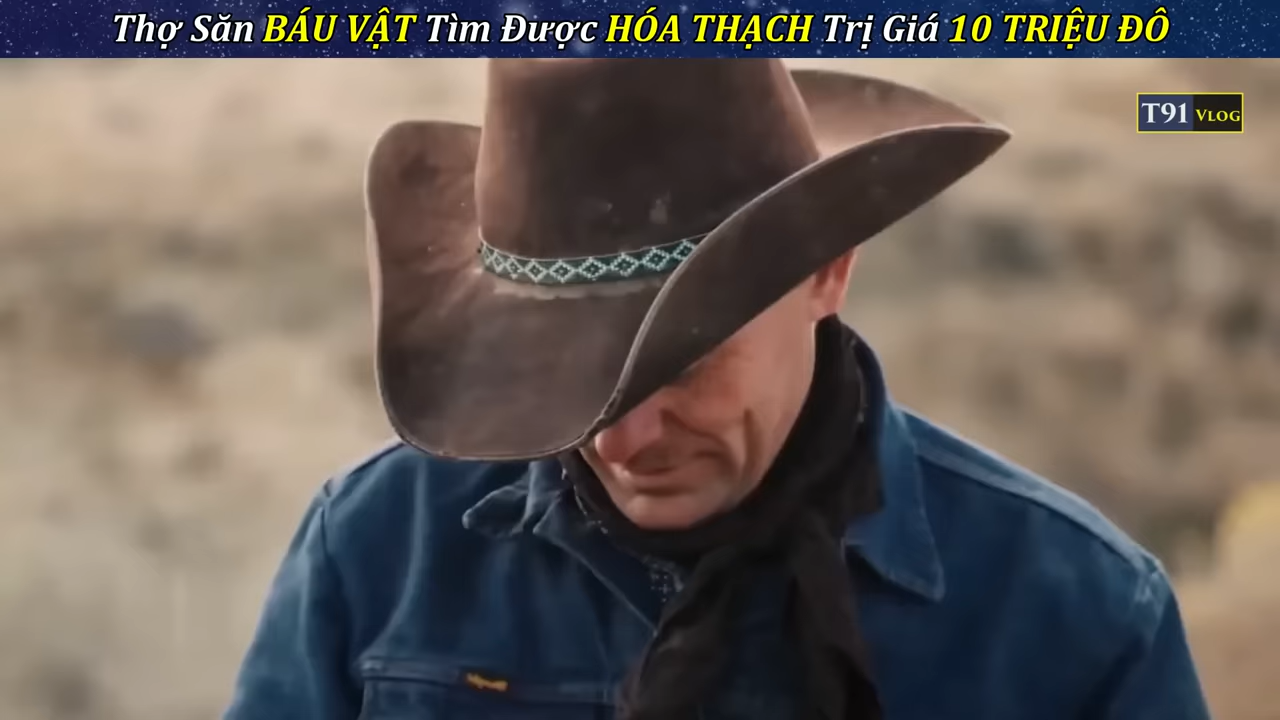 Thợ Săn BÁU VẬT Tìm Được HÓA THẠCH Trị Giá 10 TRIỆU ĐÔ
T91 VLOG